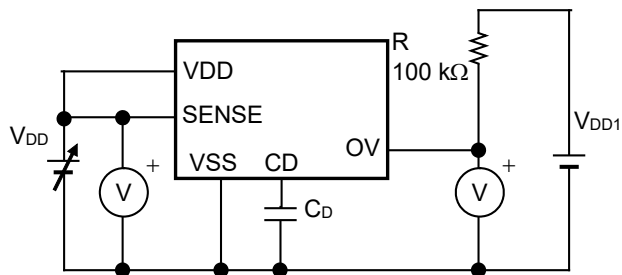 R
100 kΩ
VDD
SENSE
VDD
+
V
VSS
CD
OV
CD
+
V
VDD1